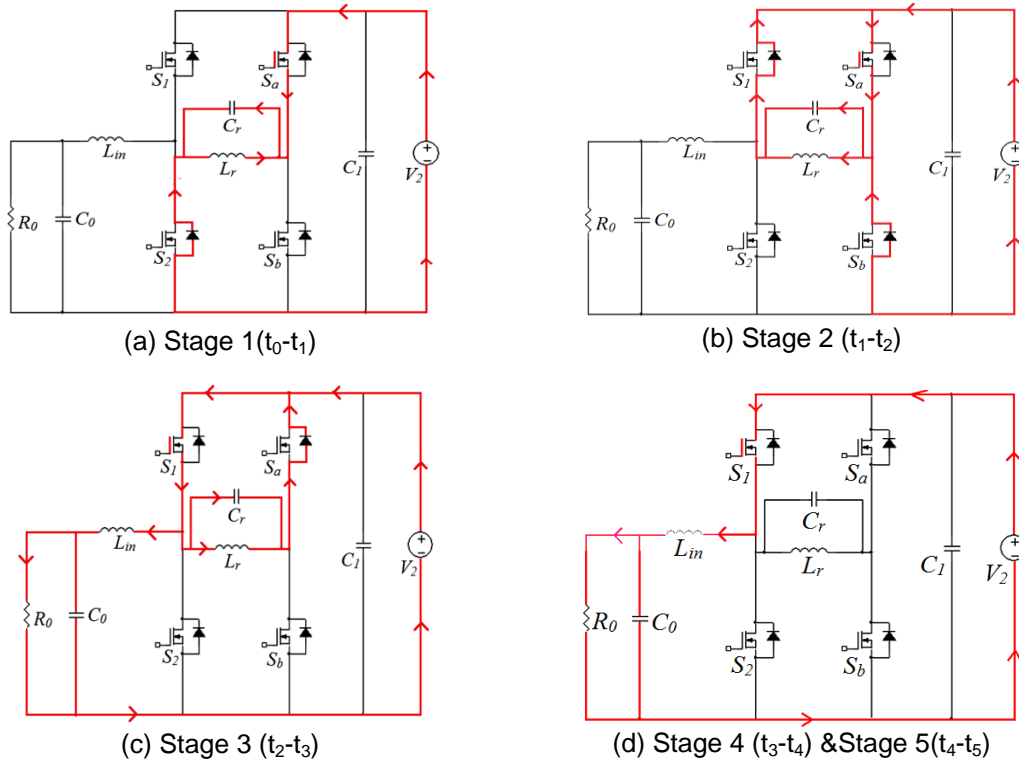 S1
Sa
Cr
Lin
Lr
C1
V2
R0
C0
S2
Sb
(a) Stage 1(t0-t1)
S1
Sa
Cr
Lin
Lr
C1
V2
R0
C0
S2
Sb
(b) Stage 2 (t1-t2)
S1
Sa
Cr
Lin
Lr
C1
V2
R0
C0
S2
Sb
(c) Stage 3 (t2-t3)
S1
Sa
Cr
Lin
Lr
C1
V2
R0
C0
S2
Sb
(d) Stage 4 (t3-t4) &Stage 5(t4-t5)